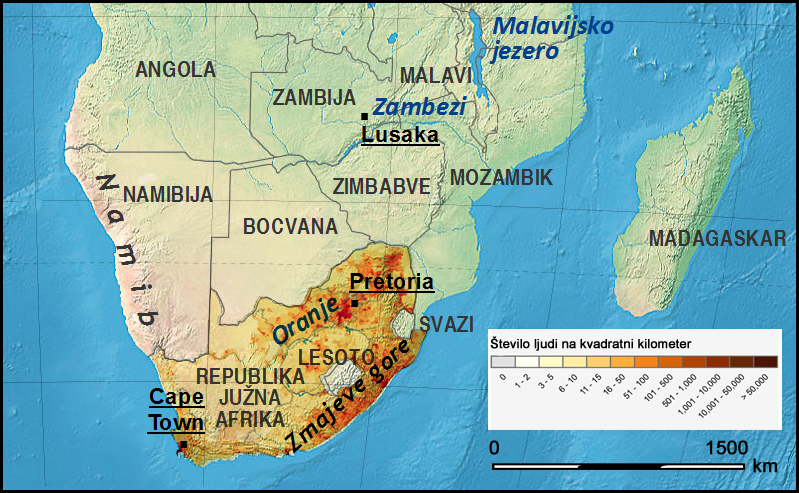 Malavijsko
jezero
ANGOLA
MALAVI
ZAMBIJA
Zambezi
Lusaka
ZIMBABVE
MOZAMBIK
NAMIBIJA
Namib
BOCVANA
MADAGASKAR
Pretoria
Oranje
SVAZI
LESOTO
Zmajeve gore
REPUBLIKA
JUŽNA
AFRIKA
Cape
Town
Število ljudi na kvadratni kilometer
0
1 - 2
3 - 5
6 - 10
11 - 15
16 - 50
51 - 100
101 - 500
501 - 1,000
1,001 - 10,000
10,001 - 50,000
> 50,000
0 1500
km